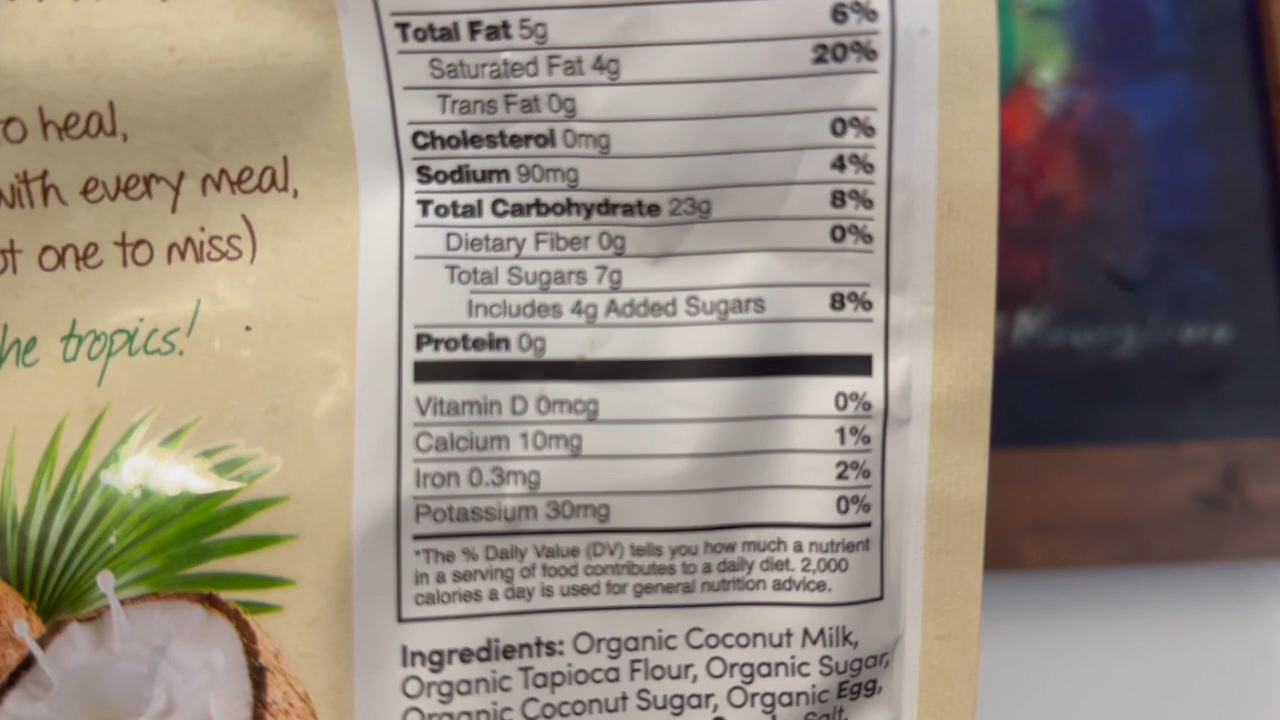 to heal,
with every meal,
ot one to miss)
he tropics!
Total Fat 5g 6%
Saturated Fat 4g 20%
Trans Fat 0g
Cholesterol 0mg 0%
Sodium 90mg 4%
Total Carbohydrate 23g 8%
Dietary Fiber 0g 0%
Total Sugars 7g
Includes 4g Added Sugars 8%
Protein 0g
Vitamin D 0mcg 0%
Calcium 10mg 1%
Iron 0.3mg 2%
Potassium 30mg 0%
*The % Daily Value (DV) tells you how much a nutrient
in a serving of food contributes to a daily diet. 2,000
calories a day is used for general nutrition advice.
Ingredients: Organic Coconut Milk,
Organic Tapioca Flour, Organic Sugar,
Organic Coconut Sugar, Organic Egg,
Salt,